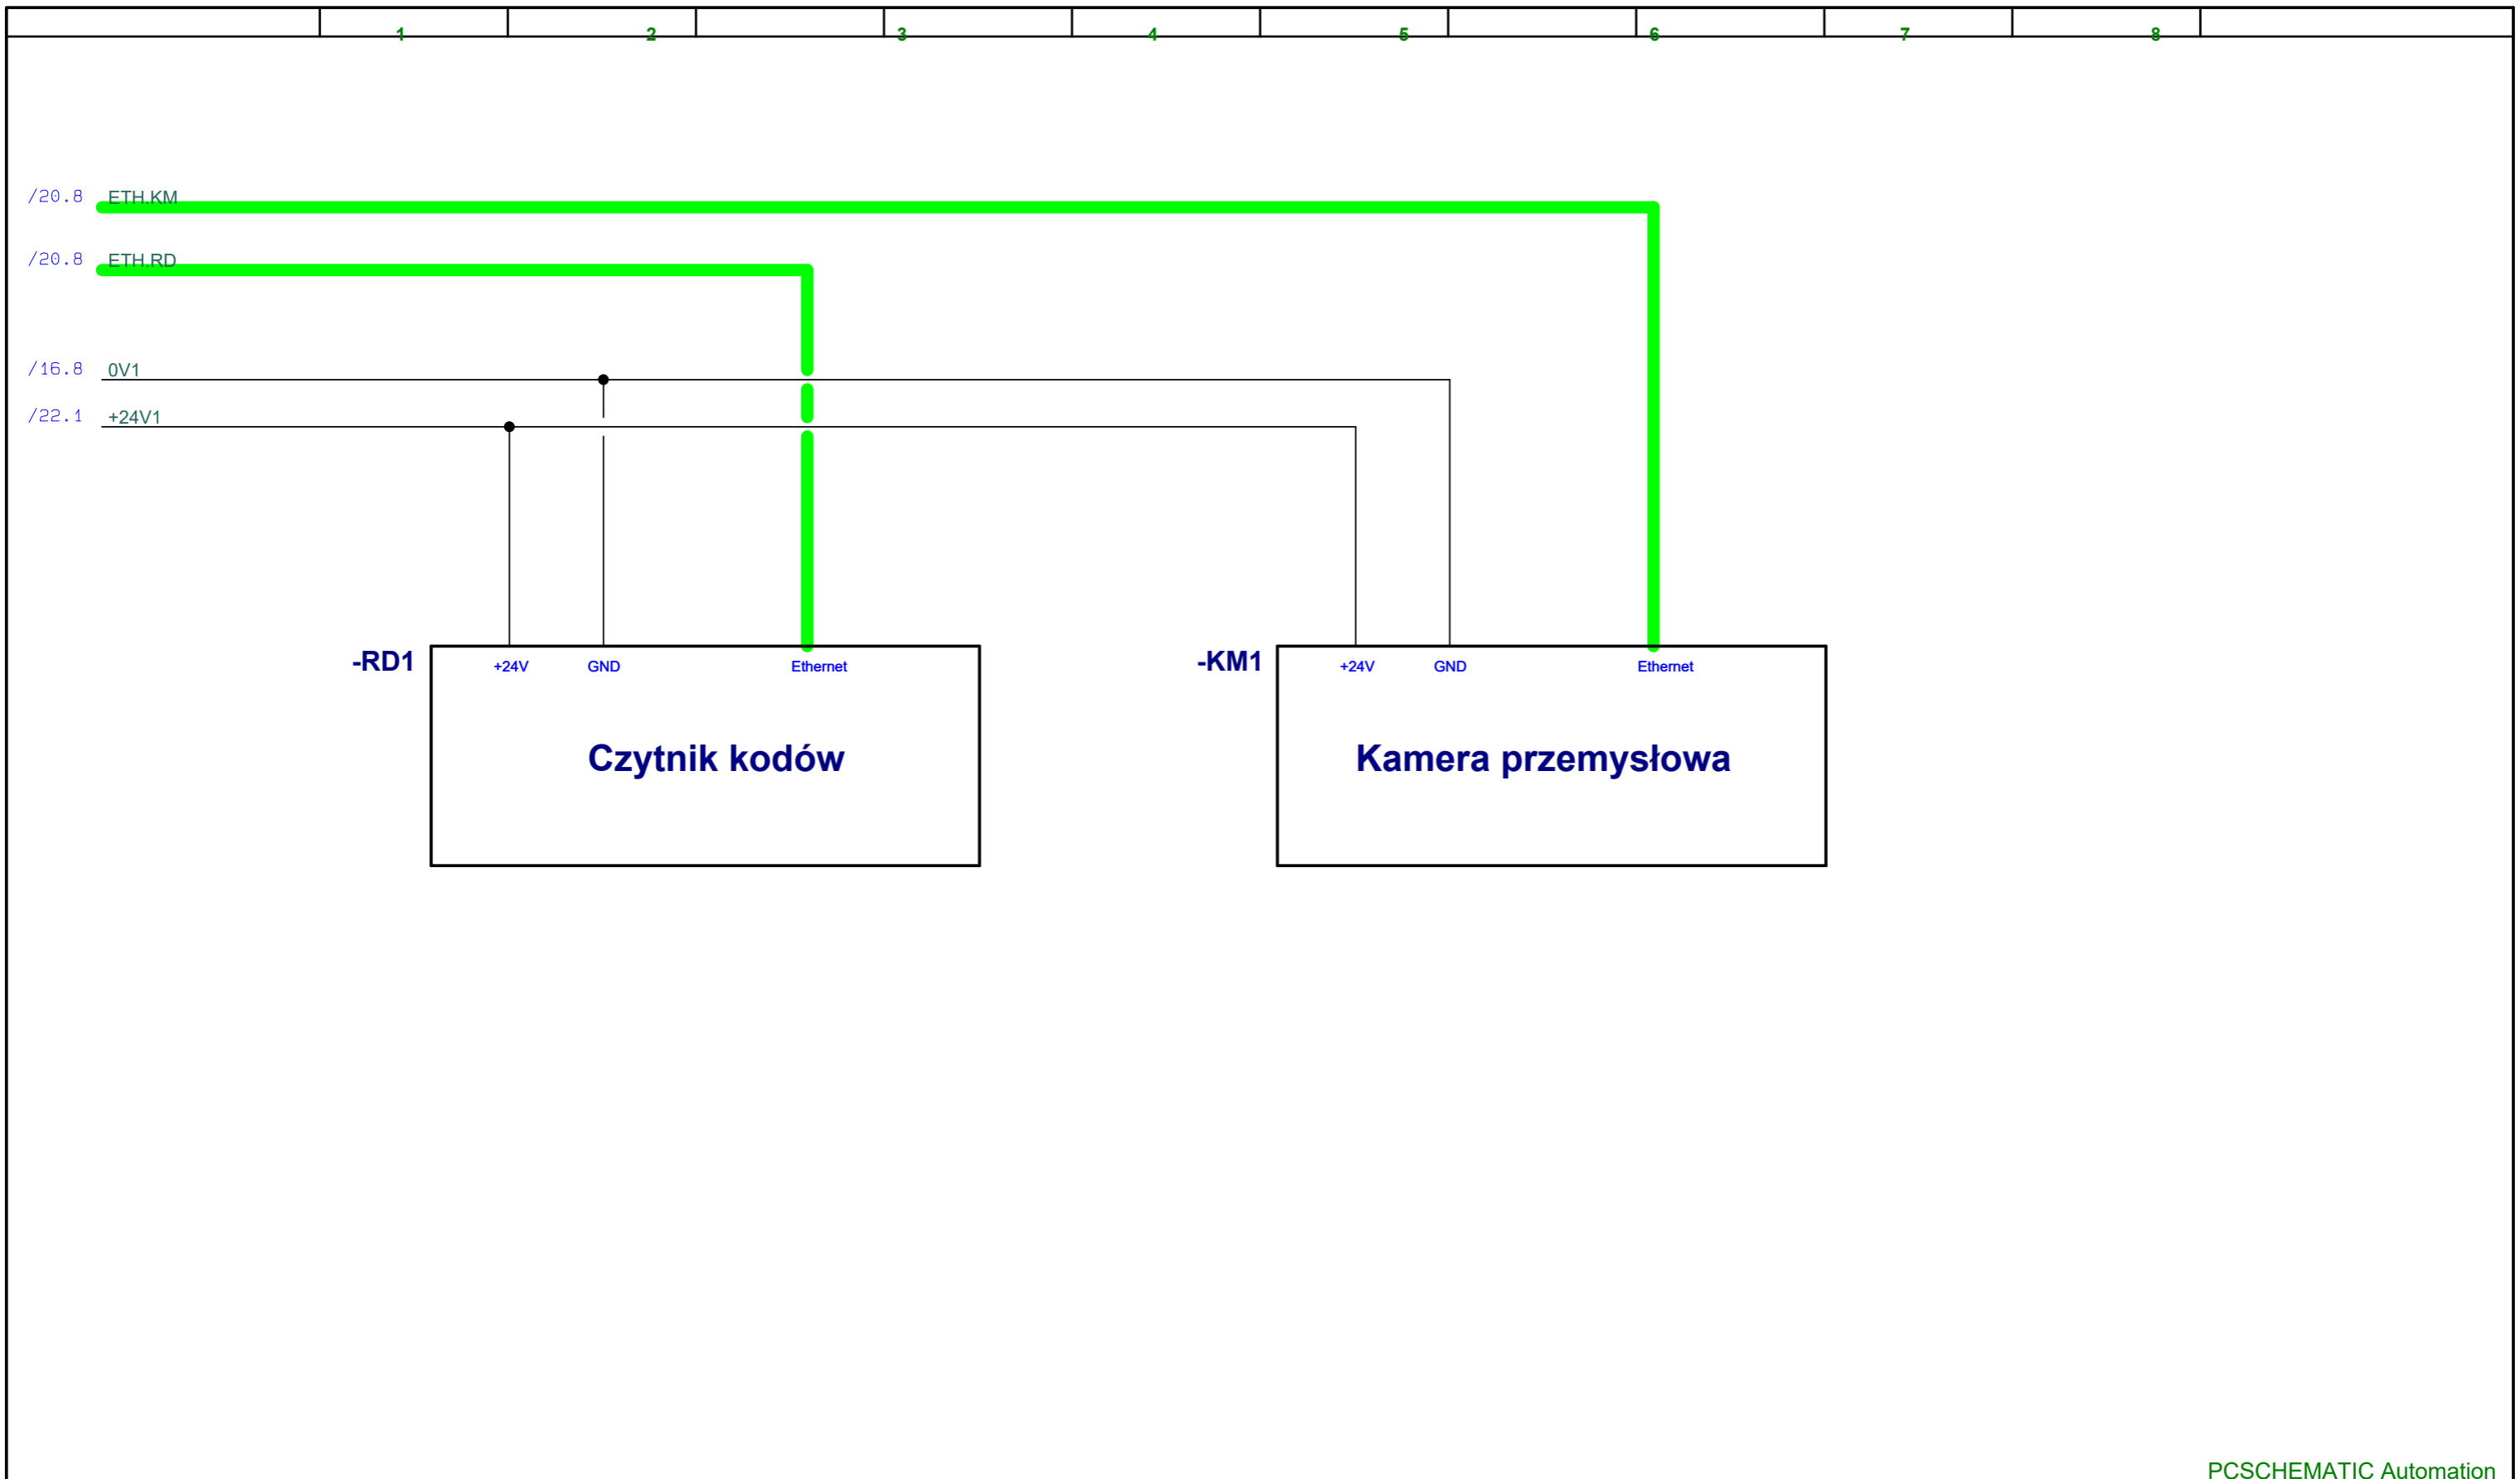 1 2 3 4 5 6 7 8
/20.8 ETH.KM
/20.8 ETH.RD
/16.8 0V1
/22.1 +24V1
-RD1 +24V GND Ethernet
-KM1 +24V GND Ethernet
Czytnik kodów
Kamera przemysłowa
PCSCHEMATIC Automation